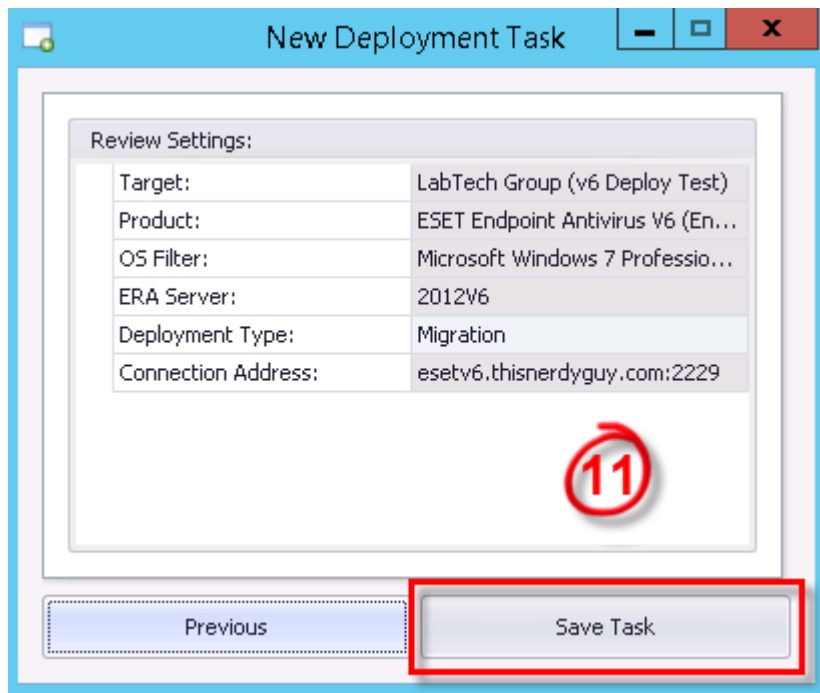 New Deployment Task
Review Settings:
Target: LabTech Group (v6 Deploy Test)
Product: ESET Endpoint Antivirus V6 (En...
OS Filter: Microsoft Windows 7 Professio...
ERA Server: 2012V6
Deployment Type: Migration
Connection Address: esetv6.thisnerdyguy.com:2229
11
Previous Save Task